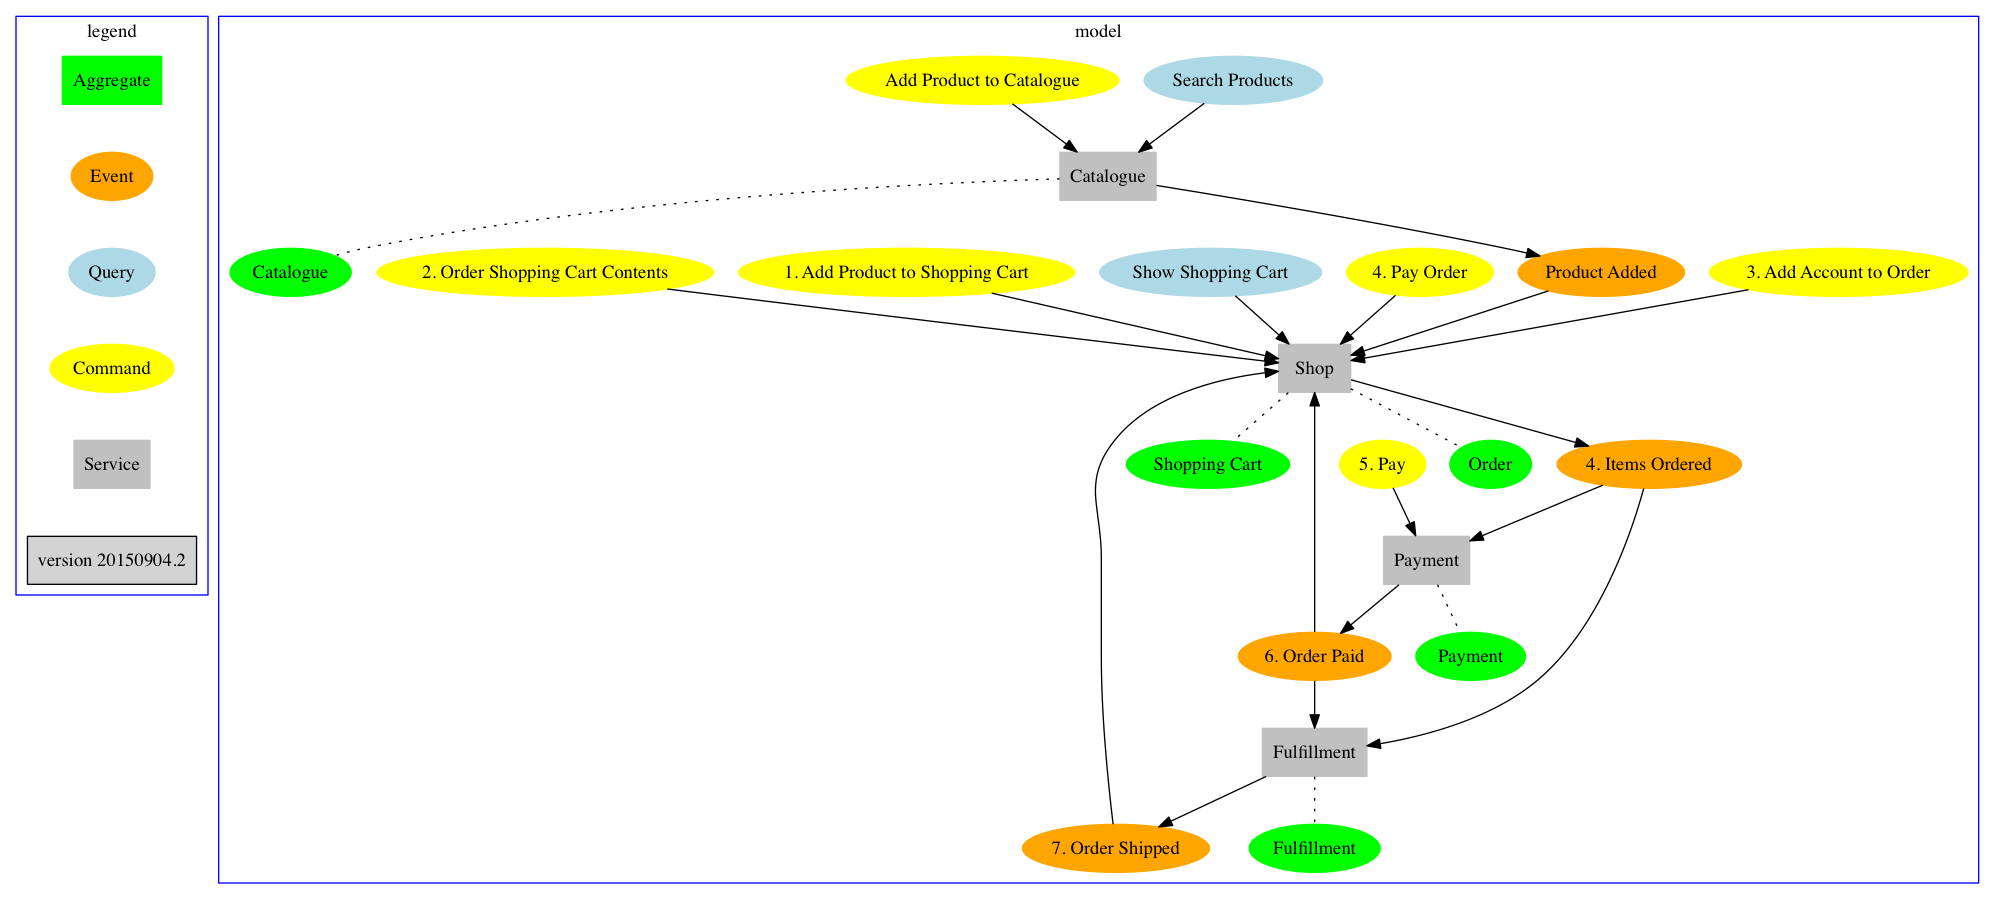 legend
Aggregate
Event
Query
Command
Service
version 20150904.2
model
Add Product to Catalogue
Search Products
Catalogue
Catalogue
2. Order Shopping Cart Contents
1. Add Product to Shopping Cart
Show Shopping Cart
4. Pay Order
Product Added
3. Add Account to Order
Shop
Shopping Cart
5. Pay
Order
4. Items Ordered
Payment
6. Order Paid
Payment
Fulfillment
7. Order Shipped
Fulfillment